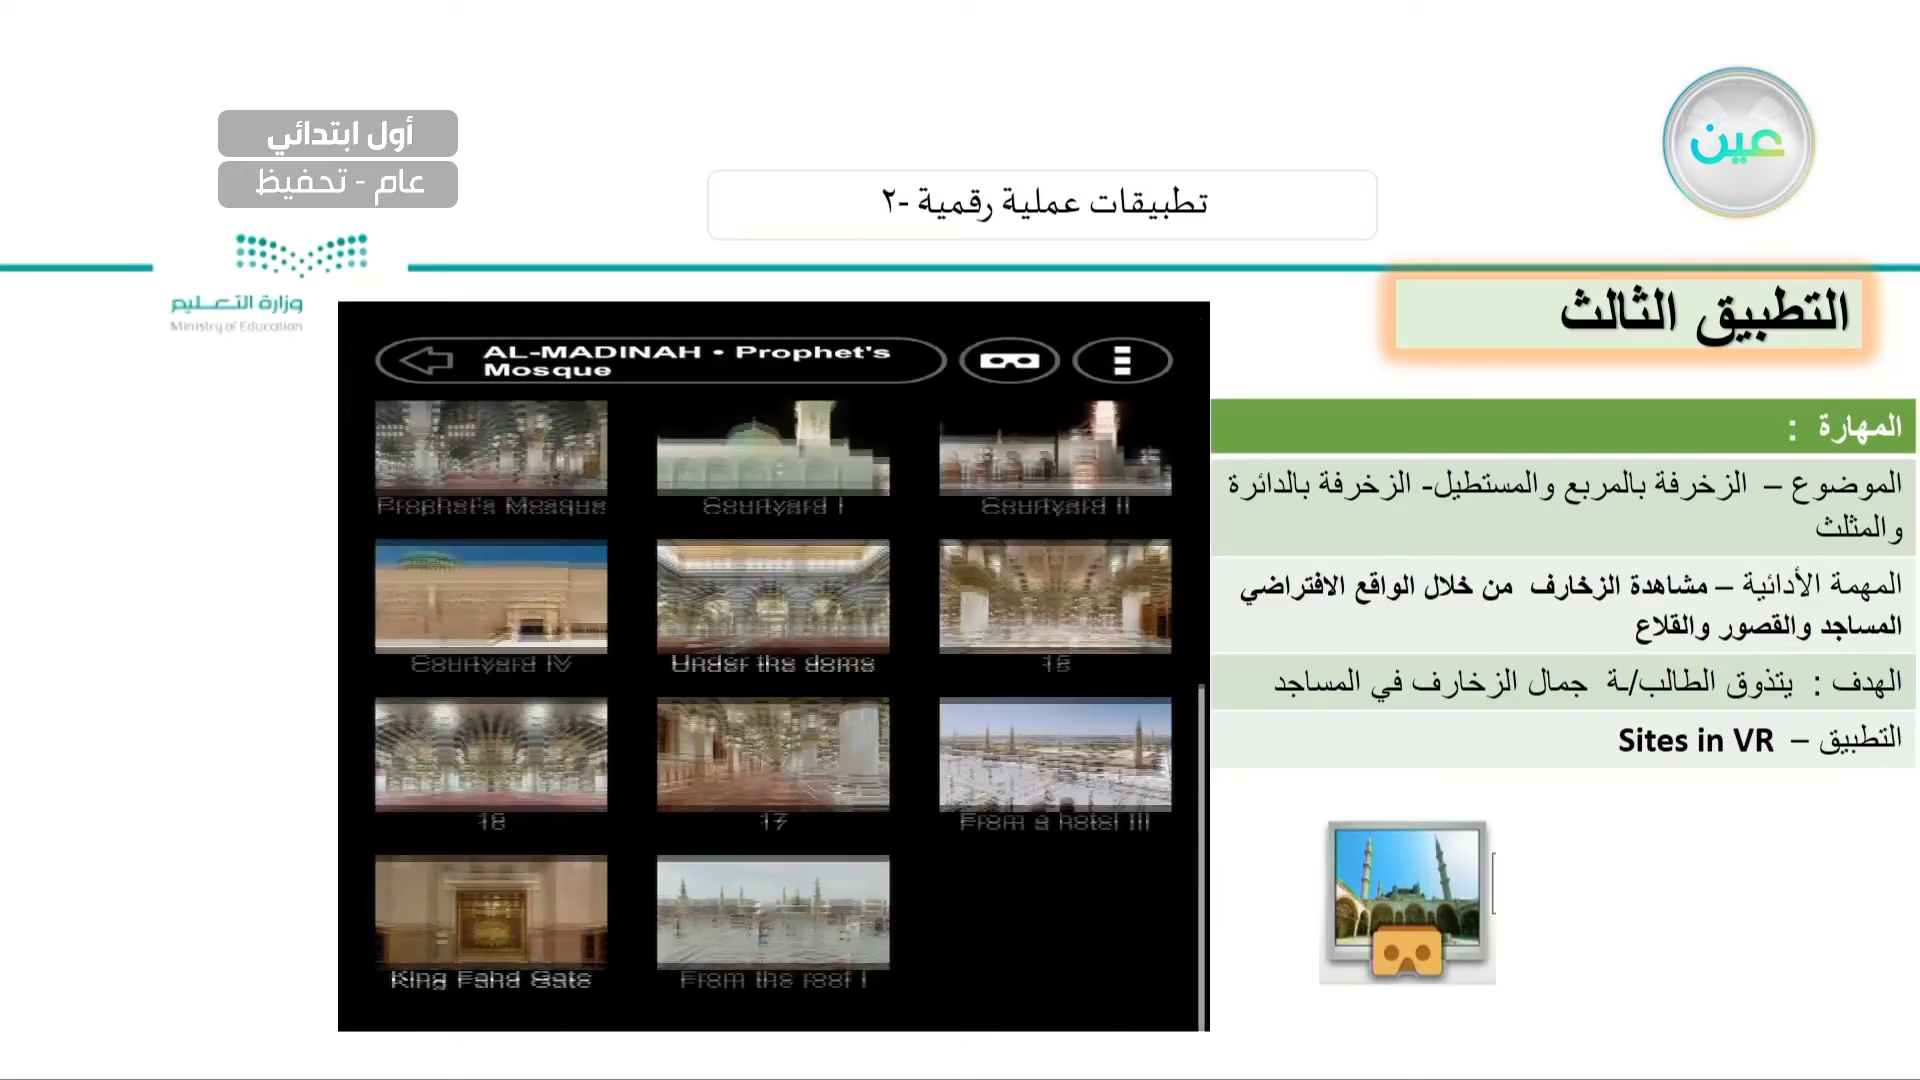 عين
أول ابتدائي
عام - تحفيظ
تطبيقات عملية رقمية -٢
وزارة التعليم
Ministry of Education
التطبيق الثالث
المهارة :
الموضوع – الزخرفة بالمربع والمستطيل- الزخرفة بالدائرة
والمثلث
المهمة الأدائية – مشاهدة الزخارف من خلال الواقع الافتراضي
المساجد والقصور والقلاع
الهدف : يتذوق الطالب/ـة جمال الزخارف في المساجد
التطبيق – Sites in VR
AL-MADINAH • Prophet's
Mosque
Prophet's Mosque
Courtyard I
Courtyard II
Courtyard IV
Under the dome
17
From a hotel III
King Fahd Gate
From the roof I